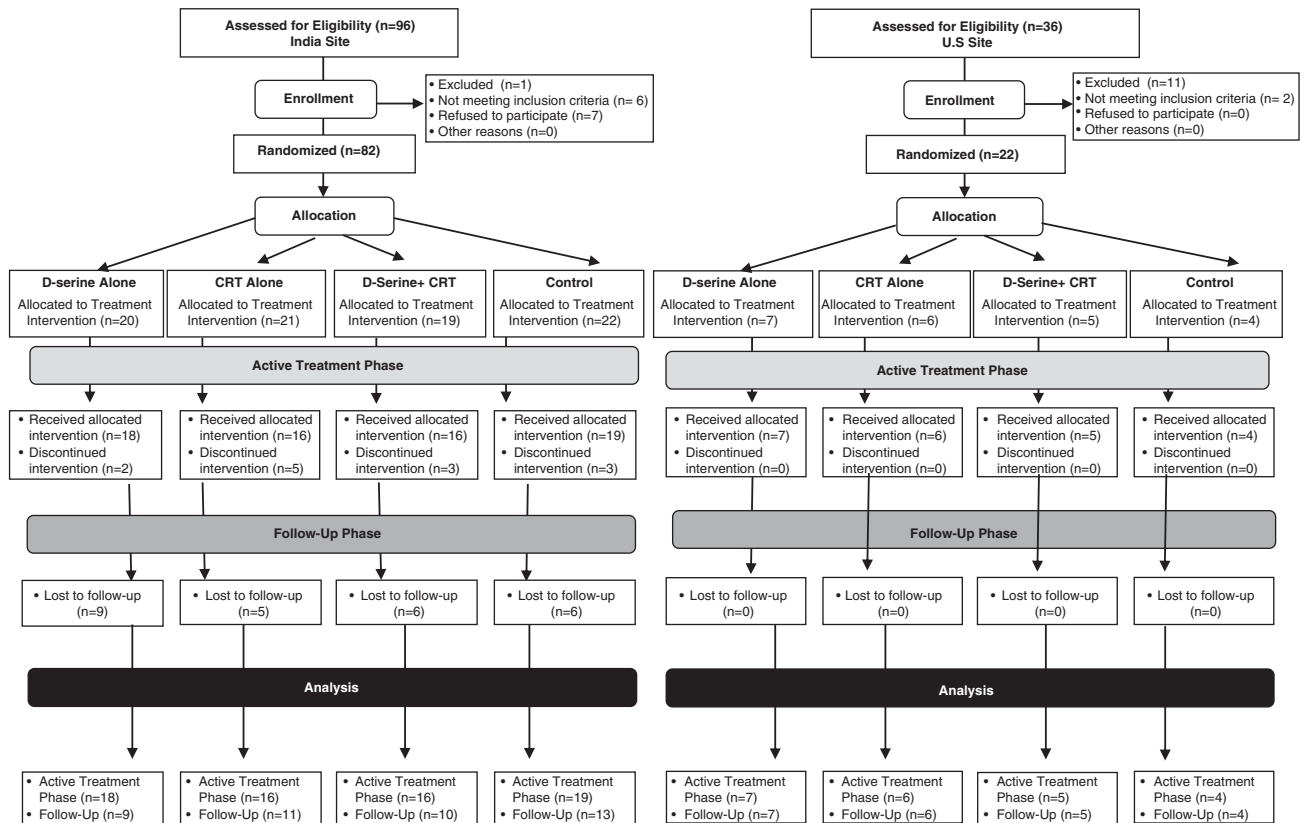 Assessed for Eligibility (n=96)
India Site
Enrollment
• Excluded (n=1)
• Not meeting inclusion criteria (n= 6)
• Refused to participate (n=7)
• Other reasons (n=0)
Randomized (n=82)
Allocation
D-serine Alone
Allocated to Treatment
Intervention (n=20)
CRT Alone
Allocated to Treatment
Intervention (n=21)
D-Serine+ CRT
Allocated to Treatment
Intervention (n=19)
Control
Allocated to Treatment
Intervention (n=22)
Active Treatment Phase
• Received allocated
intervention (n=18)
• Discontinued
intervention (n=2)
• Received allocated
intervention (n=16)
• Discontinued
intervention (n=5)
• Received allocated
intervention (n=16)
• Discontinued
intervention (n=3)
• Received allocated
intervention (n=19)
• Discontinued
intervention (n=3)
Follow-Up Phase
• Lost to follow-up
(n=9)
• Lost to follow-up
(n=5)
• Lost to follow-up
(n=6)
• Lost to follow-up
(n=6)
Analysis
• Active Treatment
Phase (n=18)
• Follow-Up (n=9)
• Active Treatment
Phase (n=16)
• Follow-Up (n=11)
• Active Treatment
Phase (n=16)
• Follow-Up (n=10)
• Active Treatment
Phase (n=19)
• Follow-Up (n=13)
Assessed for Eligibility (n=36)
U.S Site
Enrollment
• Excluded (n=11)
• Not meeting inclusion criteria (n= 2)
• Refused to participate (n=0)
• Other reasons (n=0)
Randomized (n=22)
Allocation
D-serine Alone
Allocated to Treatment
Intervention (n=7)
CRT Alone
Allocated to Treatment
Intervention (n=6)
D-Serine+ CRT
Allocated to Treatment
Intervention (n=5)
Control
Allocated to Treatment
Intervention (n=4)
Active Treatment Phase
• Received allocated
intervention (n=7)
• Discontinued
intervention (n=0)
• Received allocated
intervention (n=6)
• Discontinued
intervention (n=0)
• Received allocated
intervention (n=5)
• Discontinued
intervention (n=0)
• Received allocated
intervention (n=4)
• Discontinued
intervention (n=0)
Follow-Up Phase
• Lost to follow-up
(n=0)
• Lost to follow-up
(n=0)
• Lost to follow-up
(n=0)
• Lost to follow-up
(n=0)
Analysis
• Active Treatment
Phase (n=7)
• Follow-Up (n=7)
• Active Treatment
Phase (n=6)
• Follow-Up (n=6)
• Active Treatment
Phase (n=5)
• Follow-Up (n=5)
• Active Treatment
Phase (n=4)
• Follow-Up (n=4)